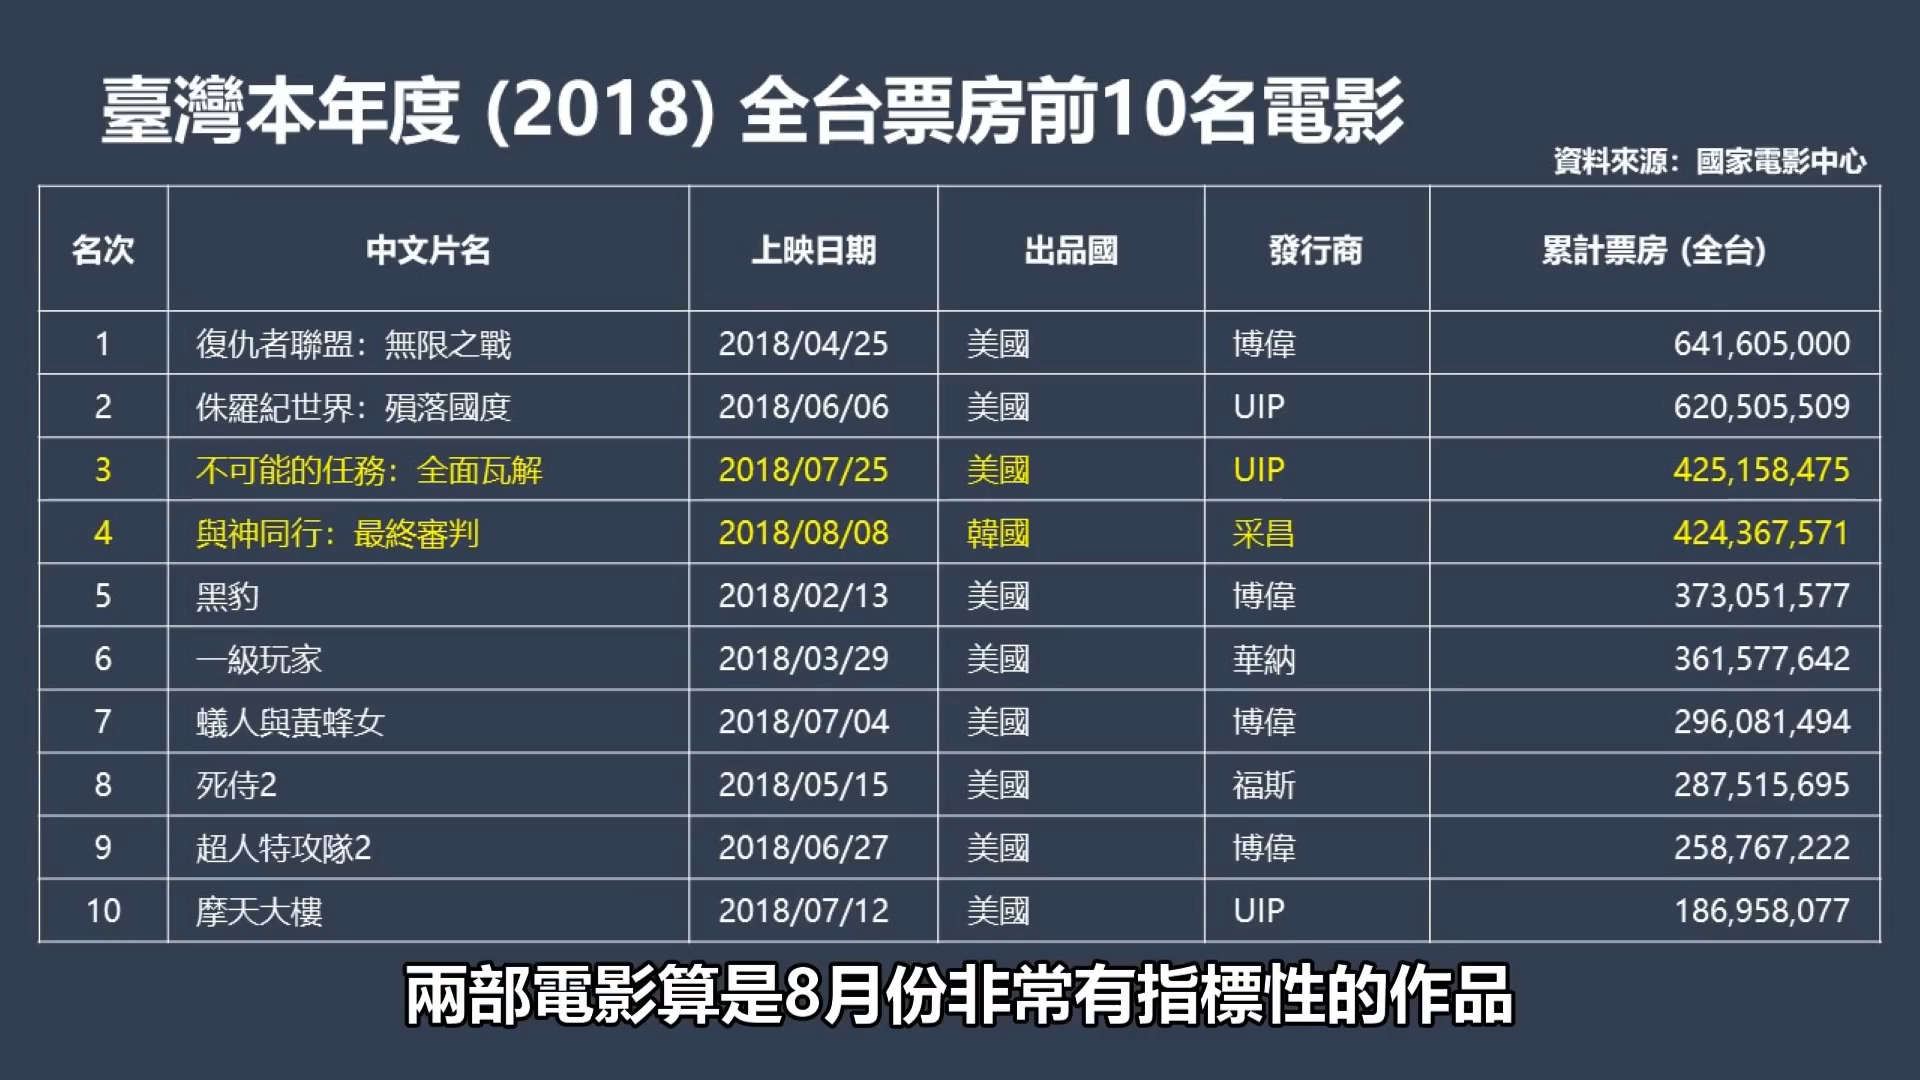 臺灣本年度 (2018) 全台票房前10名電影
資料來源：國家電影中心
名次 中文片名 上映日期 出品國 發行商 累計票房 (全台)
1 復仇者聯盟：無限之戰 2018/04/25 美國 博偉 641,605,000
2 侏羅紀世界：殞落國度 2018/06/06 美國 UIP 620,505,509
3 不可能的任務：全面瓦解 2018/07/25 美國 UIP 425,158,475
4 與神同行：最終審判 2018/08/08 韓國 采昌 424,367,571
5 黑豹 2018/02/13 美國 博偉 373,051,577
6 一級玩家 2018/03/29 美國 華納 361,577,642
7 蟻人與黃蜂女 2018/07/04 美國 博偉 296,081,494
8 死侍2 2018/05/15 美國 福斯 287,515,695
9 超人特攻隊2 2018/06/27 美國 博偉 258,767,222
10 摩天大樓 2018/07/12 美國 UIP 186,958,077
兩部電影算是8月份非常有指標性的作品